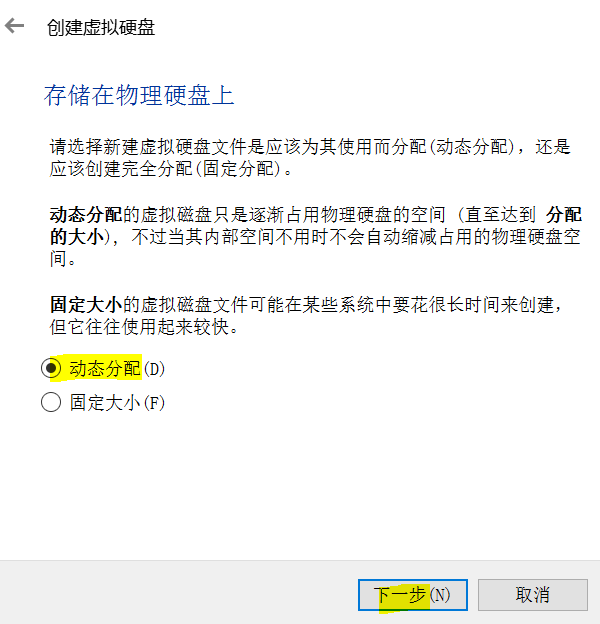 创建虚拟硬盘
存储在物理硬盘上
请选择新建虚拟硬盘文件是应该为其使用而分配(动态分配)，还是
应该创建完全分配(固定分配)。
动态分配的虚拟磁盘只是逐渐占用物理硬盘的空间 (直至达到 分配
的大小)，不过当其内部空间不用时不会自动缩减占用的物理硬盘空
间。
固定大小的虚拟磁盘文件可能在某些系统中要花很长时间来创建，
但它往往使用起来较快。
动态分配(D)
固定大小(F)
下一步(N)
取消